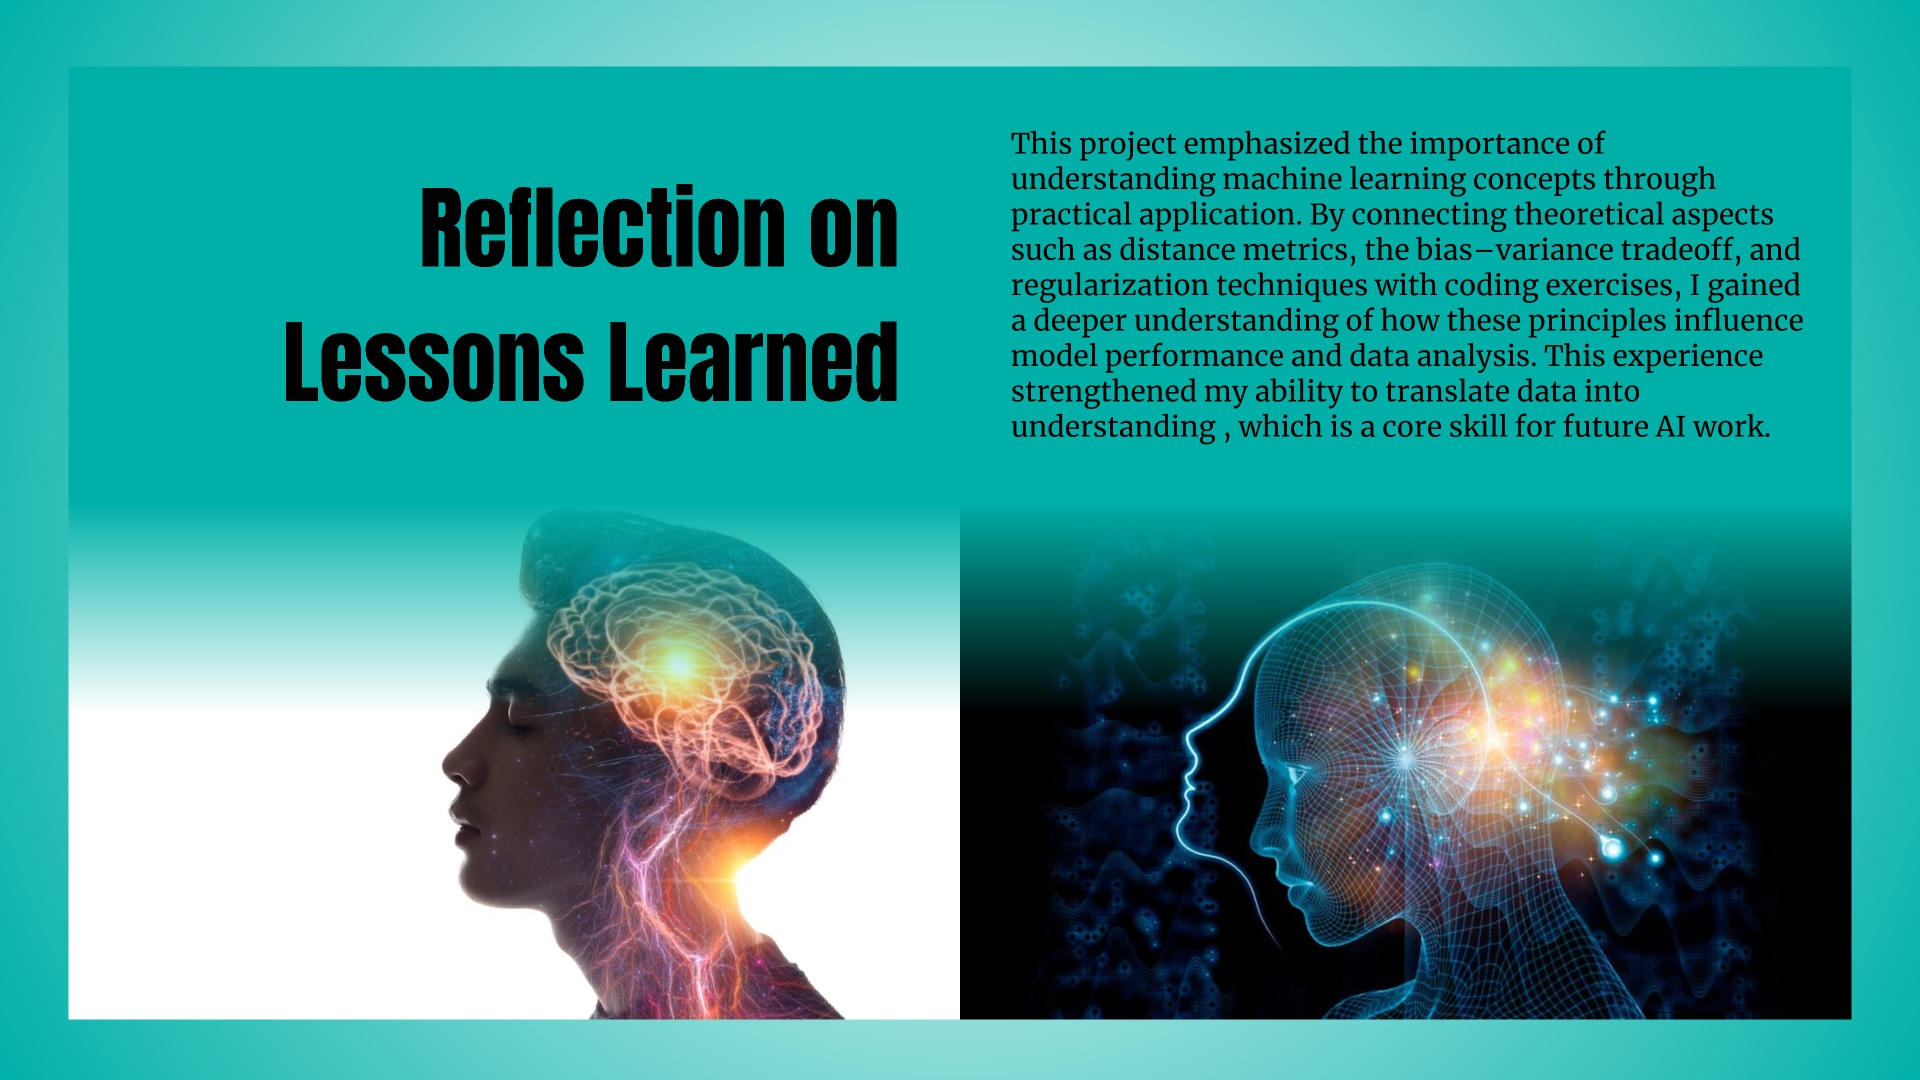 Reflection on
Lessons Learned
This project emphasized the importance of
understanding machine learning concepts through
practical application. By connecting theoretical aspects
such as distance metrics, the bias–variance tradeoff, and
regularization techniques with coding exercises, I gained
a deeper understanding of how these principles influence
model performance and data analysis. This experience
strengthened my ability to translate data into
understanding , which is a core skill for future AI work.